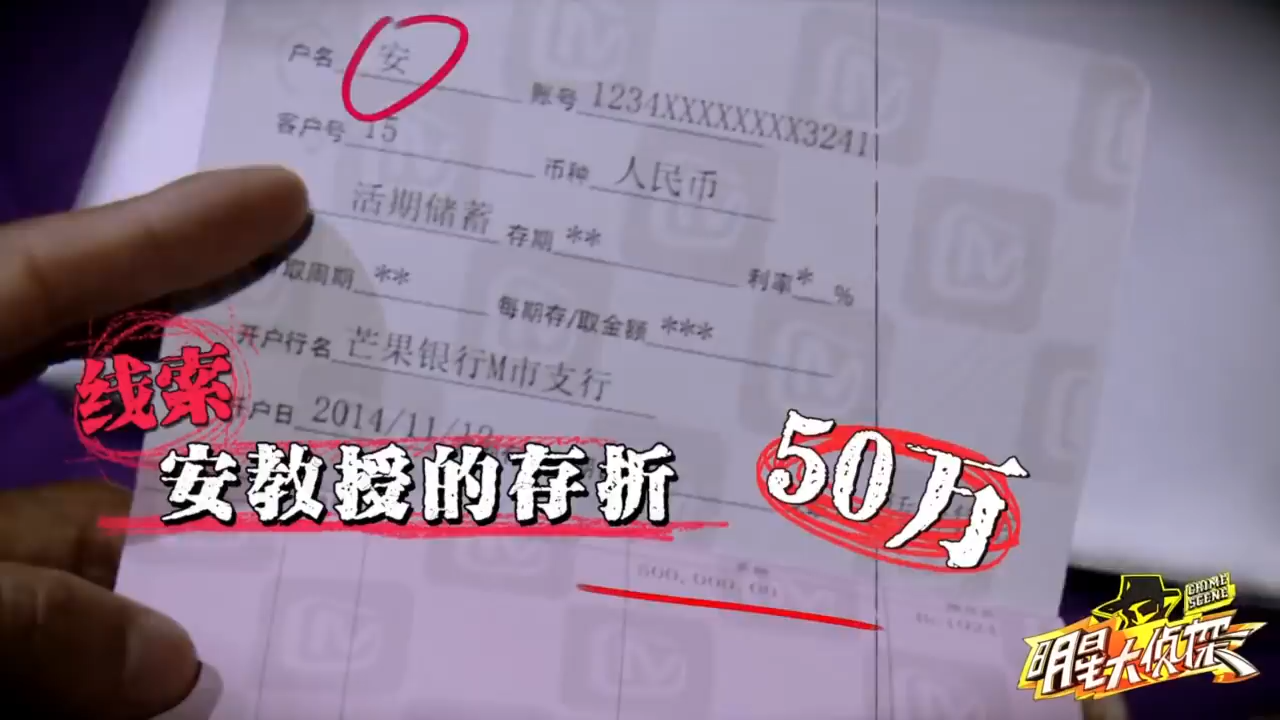 户名 安 账号 1234XXXXXXXXX3241
客户号 15 币种 人民币
活期储蓄 存期 ** 利率 * %
取周期 ** 每期存/取金额 ***
开户行名 芒果银行M市支行
开户日 2014/11/12
线索
安教授的存折 50万
500,000.00
CRIME SCENE
明星大侦探